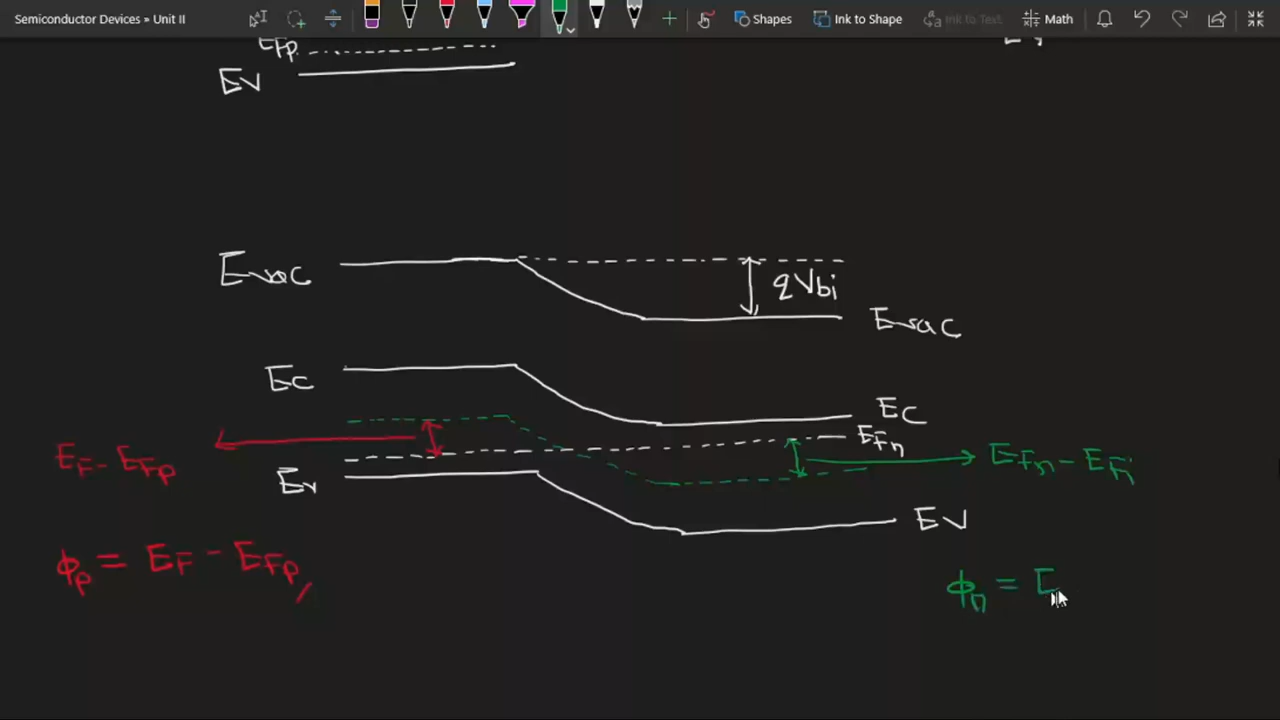 Semiconductor Devices » Unit II
Shapes
Ink to Shape
Ink to Text
Math
EFp
Ev
Evac
qVbi
Evac
Ec
Ec
EFn
EF - EFp
EFn - EFi
Ev
Ev
ϕp = EF - EFp,
ϕn = E